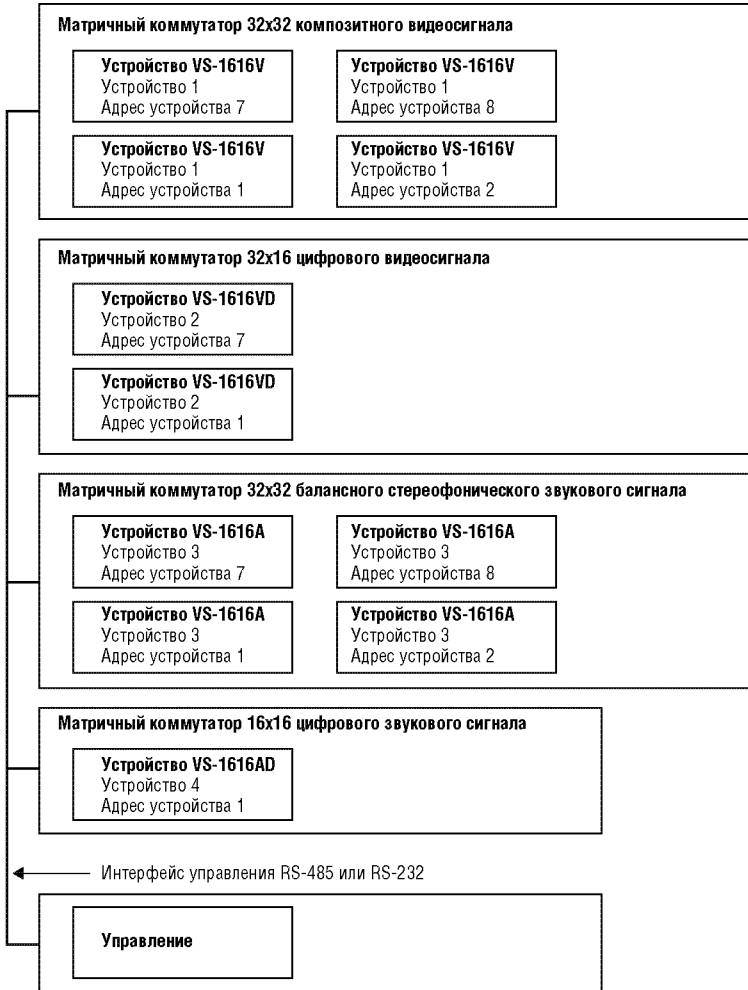 Матричный коммутатор 32x32 композитного видеосигнала
Устройство VS-1616V
Устройство 1
Адрес устройства 7
Устройство VS-1616V
Устройство 1
Адрес устройства 8
Устройство VS-1616V
Устройство 1
Адрес устройства 1
Устройство VS-1616V
Устройство 1
Адрес устройства 2
Матричный коммутатор 32x16 цифрового видеосигнала
Устройство VS-1616VD
Устройство 2
Адрес устройства 7
Устройство VS-1616VD
Устройство 2
Адрес устройства 1
Матричный коммутатор 32x32 балансного стереофонического звукового сигнала
Устройство VS-1616A
Устройство 3
Адрес устройства 7
Устройство VS-1616A
Устройство 3
Адрес устройства 8
Устройство VS-1616A
Устройство 3
Адрес устройства 1
Устройство VS-1616A
Устройство 3
Адрес устройства 2
Матричный коммутатор 16x16 цифрового звукового сигнала
Устройство VS-1616AD
Устройство 4
Адрес устройства 1
Интерфейс управления RS-485 или RS-232
Управление